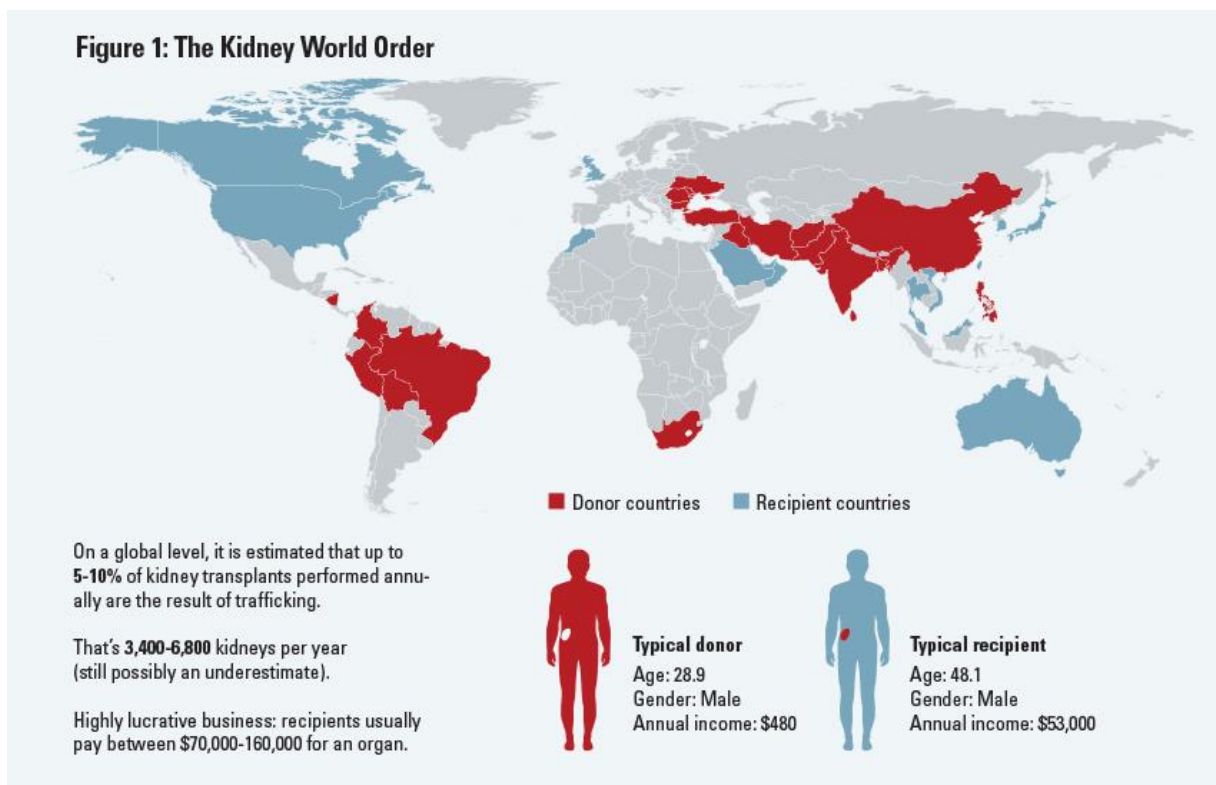 Figure 1: The Kidney World Order
Donor countries
Recipient countries
On a global level, it is estimated that up to
5-10% of kidney transplants performed annu-
ally are the result of trafficking.
That's 3,400-6,800 kidneys per year
(still possibly an underestimate).
Highly lucrative business: recipients usually
pay between $70,000-160,000 for an organ.
Typical donor
Age: 28.9
Gender: Male
Annual income: $480
Typical recipient
Age: 48.1
Gender: Male
Annual income: $53,000